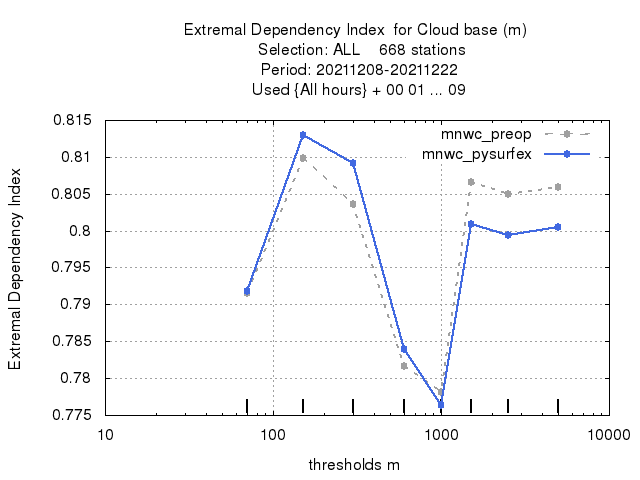 Extremal Dependency Index  for Cloud base (m)
Selection: ALL    668 stations
Period: 20211208-20211222
Used {All hours} + 00 01 ... 09
mnwc_preop
mnwc_pysurfex
Extremal Dependency Index
0.815
0.81
0.805
0.8
0.795
0.79
0.785
0.78
0.775
10
100
1000
10000
thresholds m